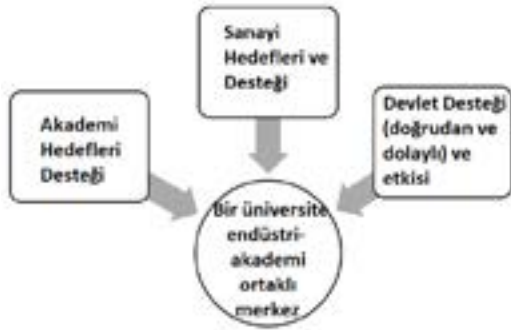 Sanayi
Hedefleri ve
Desteği
Akademi
Hedefleri
Desteği
Devlet Desteği
(doğrudan ve
dolaylı) ve
etkisi
Bir üniversite
endüstri-
akademi
ortaklı
merkez